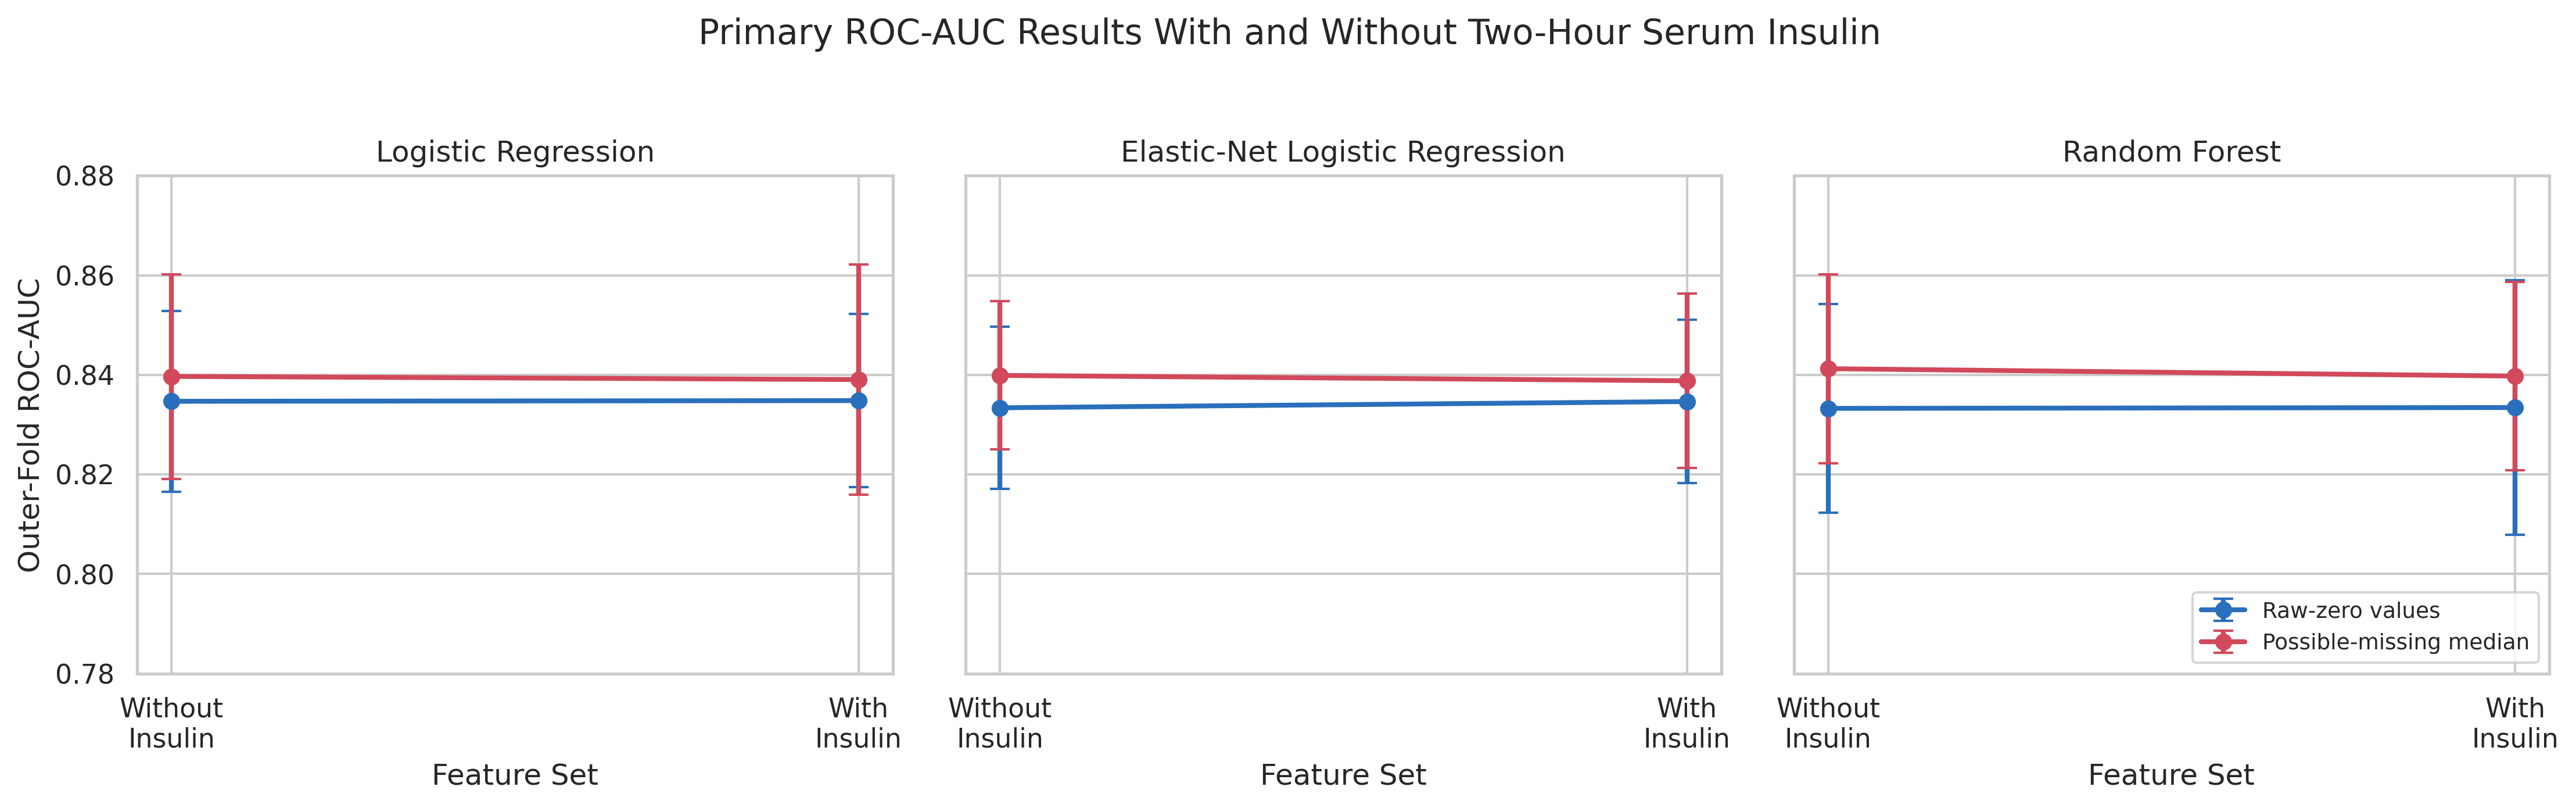 Primary ROC-AUC Results With and Without Two-Hour Serum Insulin
Logistic Regression
Elastic-Net Logistic Regression
Random Forest
Outer-Fold ROC-AUC
0.88
0.86
0.84
0.82
0.80
0.78
Without
Insulin
With
Insulin
Without
Insulin
With
Insulin
Without
Insulin
With
Insulin
Feature Set
Feature Set
Feature Set
Raw-zero values
Possible-missing median